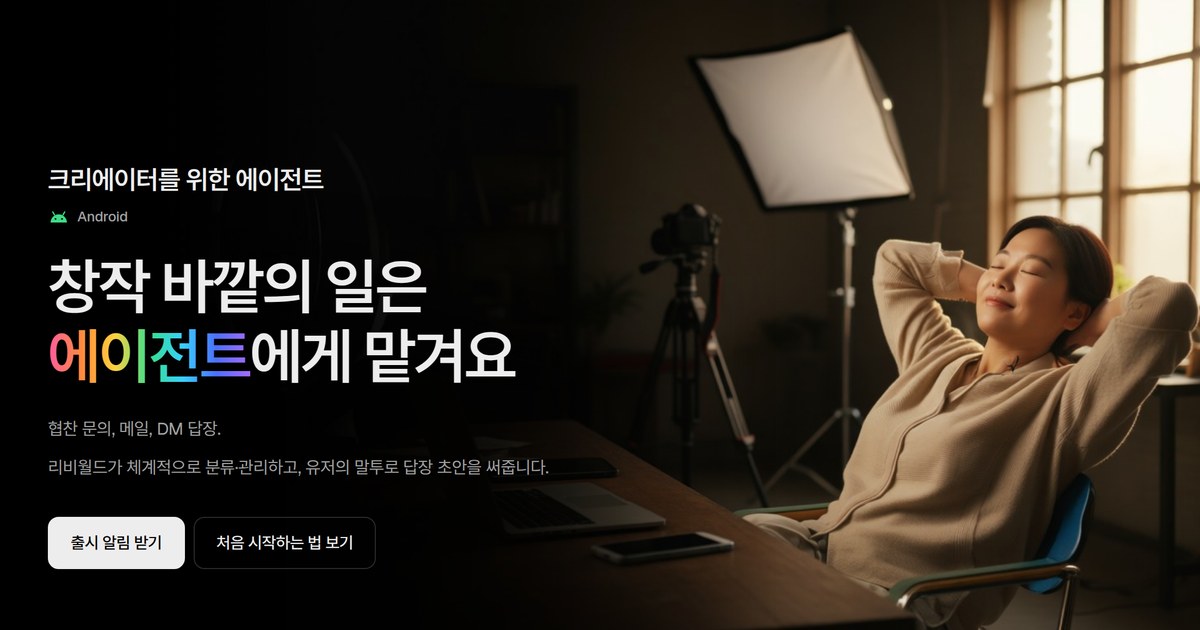 크리에이터를 위한 에이전트
Android
창작 바깥의 일은
에이전트에게 맡겨요
협찬 문의, 메일, DM 답장.
리비월드가 체계적으로 분류·관리하고, 유저의 말투로 답장 초안을 써줍니다.
출시 알림 받기
처음 시작하는 법 보기